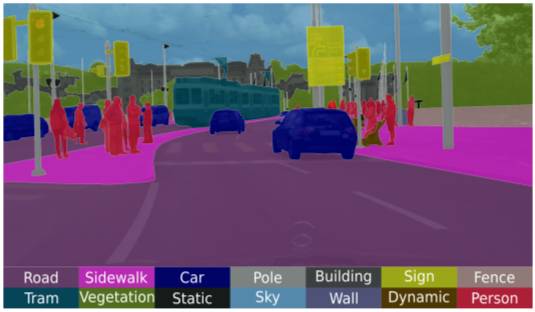 Road Sidewalk Car Pole Building Sign Fence
Tram Vegetation Static Sky Wall Dynamic Person